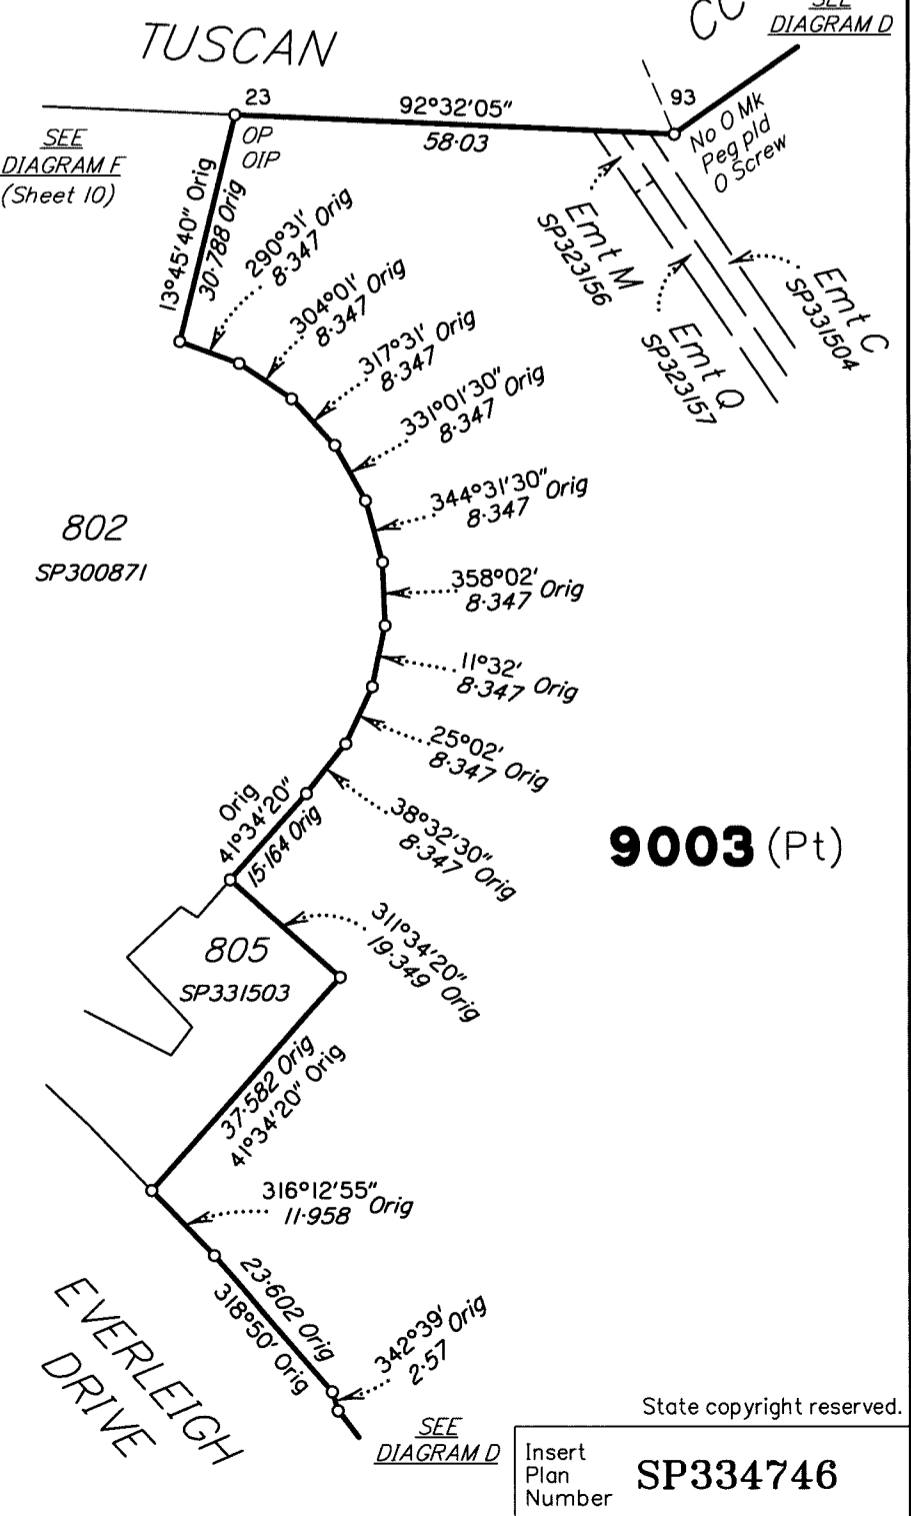 TUSCAN
CO
SEE
DIAGRAM D
23
92°32'05"
58·03
93
No O Mk
Peg pld
O Screw
SEE
DIAGRAM F
(Sheet 10)
OP
OIP
13°45'40" Orig
30·788 Orig
290°31' Orig
8·347
304°01' Orig
8·347
317°31' Orig
8·347
331°01'30" Orig
8·347
344°31'30" Orig
8·347
358°02' Orig
8·347
11°32' Orig
8·347
25°02' Orig
8·347
38°32'30" Orig
8·347
Emt M
SP323156
Emt Q
SP323157
Emt C
SP331504
802
SP300871
Orig
41°34'20"
15·164 Orig
9003 (Pt)
805
SP331503
311°34'20"
19·349 Orig
37·582 Orig
41°34'20" Orig
316°12'55" Orig
11·958
23·602 Orig
318°50' Orig
342°39' Orig
2·57
EVERLEIGH
DRIVE
SEE
DIAGRAM D
State copyright reserved.
Insert
Plan
Number
SP334746